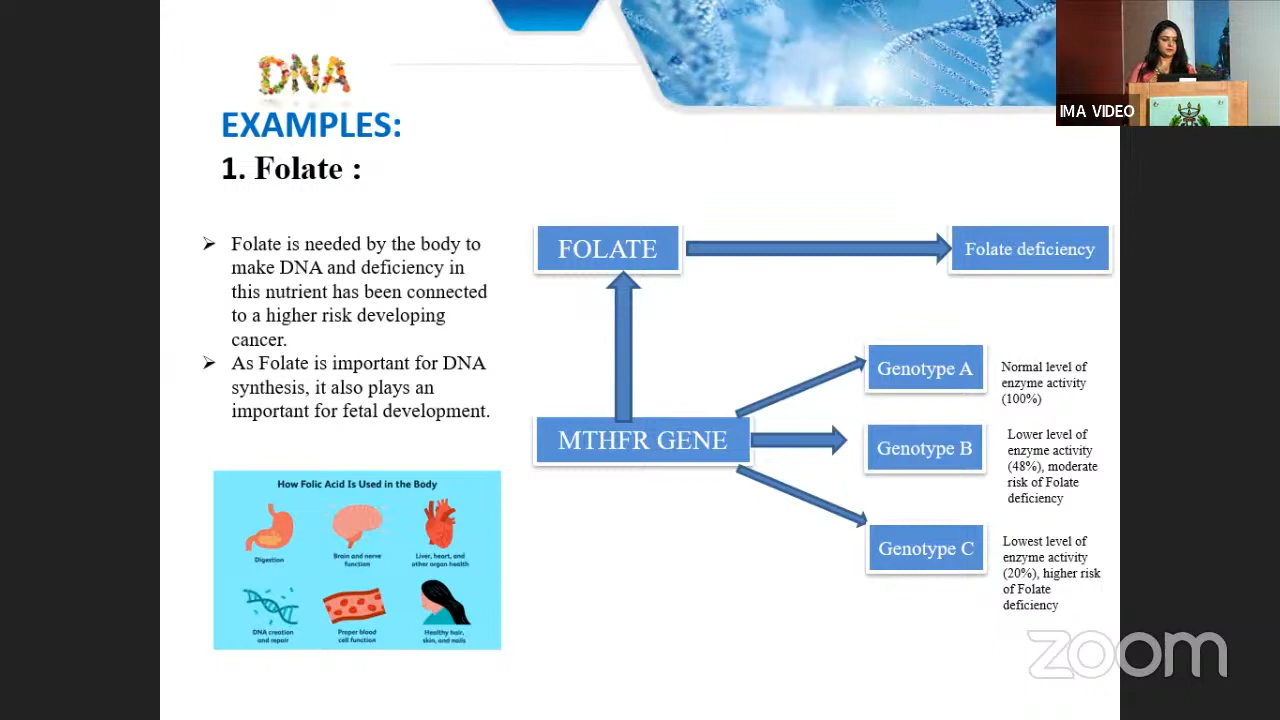 DNA
EXAMPLES:
1. Folate :
IMA VIDEO
➢ Folate is needed by the body to
make DNA and deficiency in
this nutrient has been connected
to a higher risk developing
cancer.
➢ As Folate is important for DNA
synthesis, it also plays an
important for fetal development.
FOLATE
Folate deficiency
MTHFR GENE
Genotype A
Normal level of
enzyme activity
(100%)
Genotype B
Lower level of
enzyme activity
(48%), moderate
risk of Folate
deficiency
Genotype C
Lowest level of
enzyme activity
(20%), higher risk
of Folate
deficiency
How Folic Acid Is Used in the Body
Digestion
Brain and nerve
function
Liver, heart, and
other organ health
DNA creation
and repair
Proper blood
cell function
Healthy hair,
skin, and nails
zoom